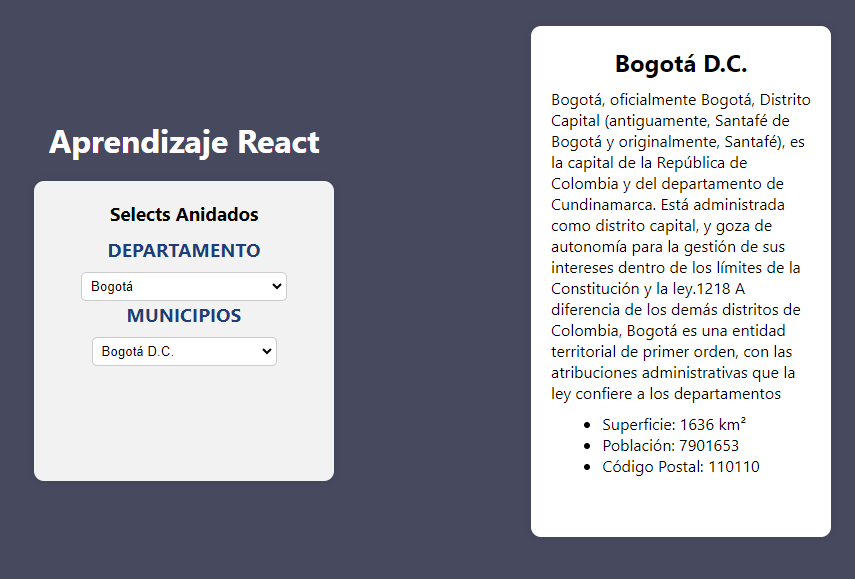 Aprendizaje React
Selects Anidados
DEPARTAMENTO
Bogotá
MUNICIPIOS
Bogotá D.C.
Bogotá D.C.
Bogotá, oficialmente Bogotá, Distrito
Capital (antiguamente, Santafé de
Bogotá y originalmente, Santafé), es
la capital de la República de
Colombia y del departamento de
Cundinamarca. Está administrada
como distrito capital, y goza de
autonomía para la gestión de sus
intereses dentro de los límites de la
Constitución y la ley.1218 A
diferencia de los demás distritos de
Colombia, Bogotá es una entidad
territorial de primer orden, con las
atribuciones administrativas que la
ley confiere a los departamentos
• Superficie: 1636 km²
• Población: 7901653
• Código Postal: 110110